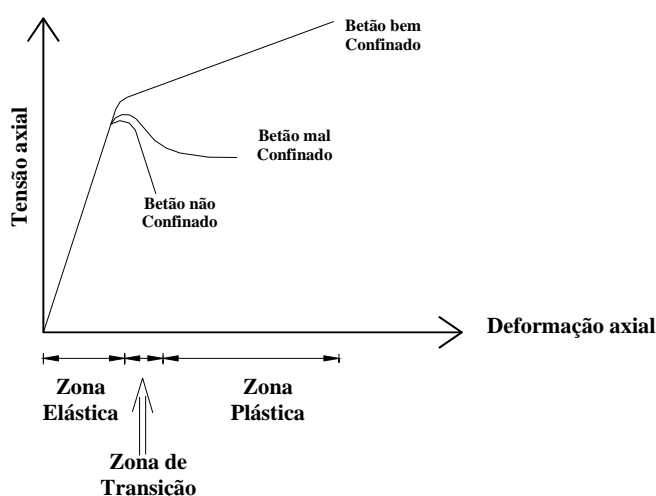 Betão bem
Confinado
Tensão axial
Betão mal
Confinado
Betão não
Confinado
Deformação axial
Zona
Elástica
Zona
Plástica
Zona de
Transição